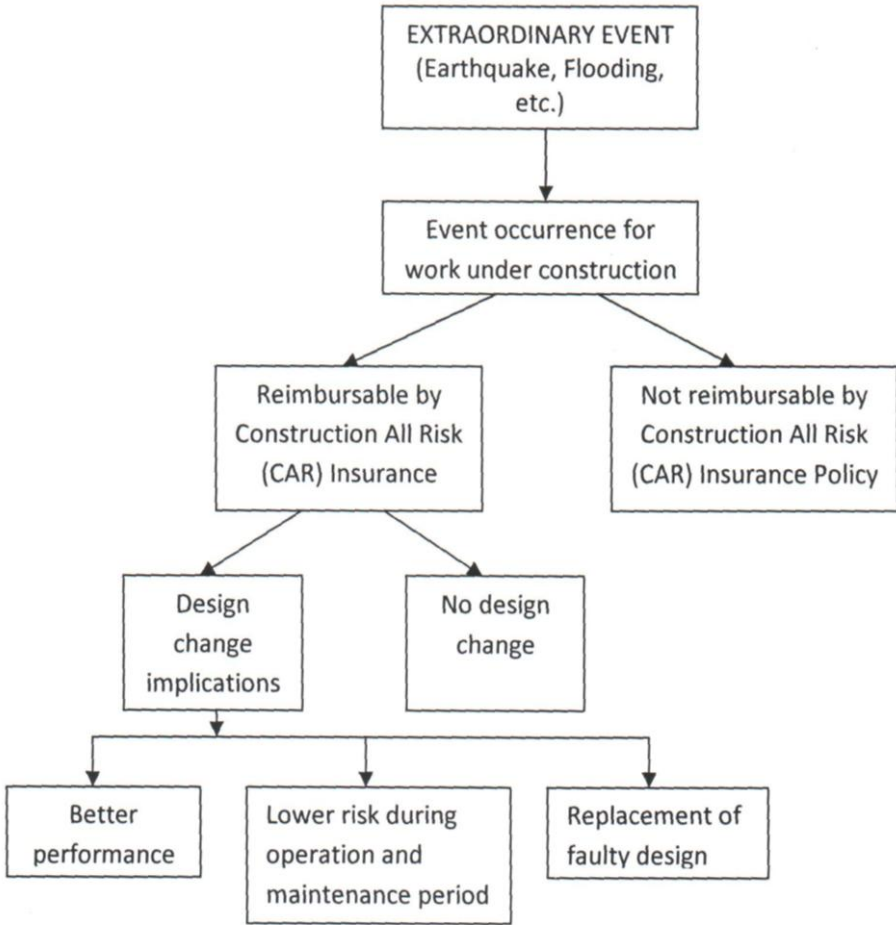 EXTRAORDINARY EVENT
(Earthquake, Flooding,
etc.)
Event occurrence for
work under construction
Reimbursable by
Construction All Risk
(CAR) Insurance
Not reimbursable by
Construction All Risk
(CAR) Insurance Policy
Design
change
implications
No design
change
Better
performance
Lower risk during
operation and
maintenance period
Replacement of
faulty design